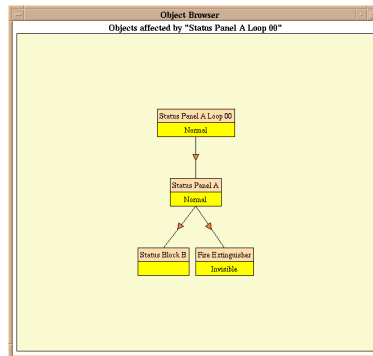 Object Browser
Objects affected by "Status Panel A Loop 00"
Status Panel A Loop 00
Normal
Status Panel A
Normal
Status Block B
Fire Extinguisher
Invisible